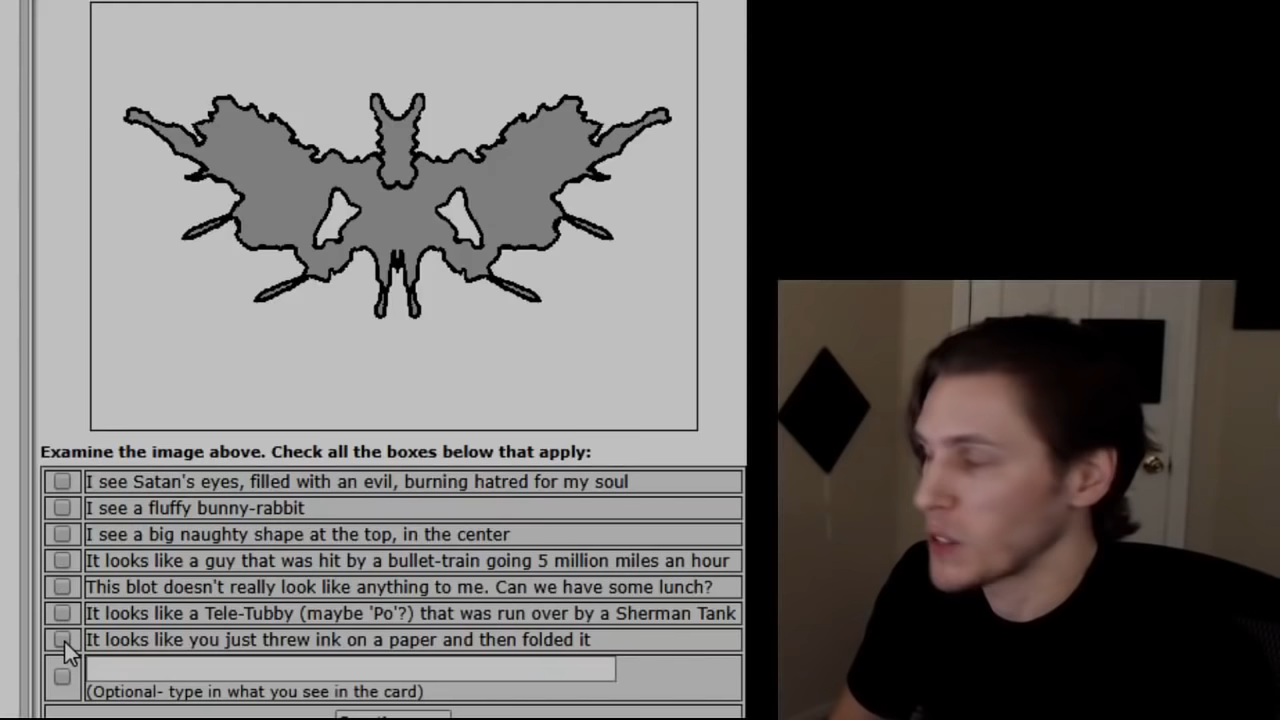 Examine the image above. Check all the boxes below that apply:
I see Satan's eyes, filled with an evil, burning hatred for my soul
I see a fluffy bunny-rabbit
I see a big naughty shape at the top, in the center
It looks like a guy that was hit by a bullet-train going 5 million miles an hour
This blot doesn't really look like anything to me. Can we have some lunch?
It looks like a Tele-Tubby (maybe 'Po'?) that was run over by a Sherman Tank
It looks like you just threw ink on a paper and then folded it
(Optional- type in what you see in the card)